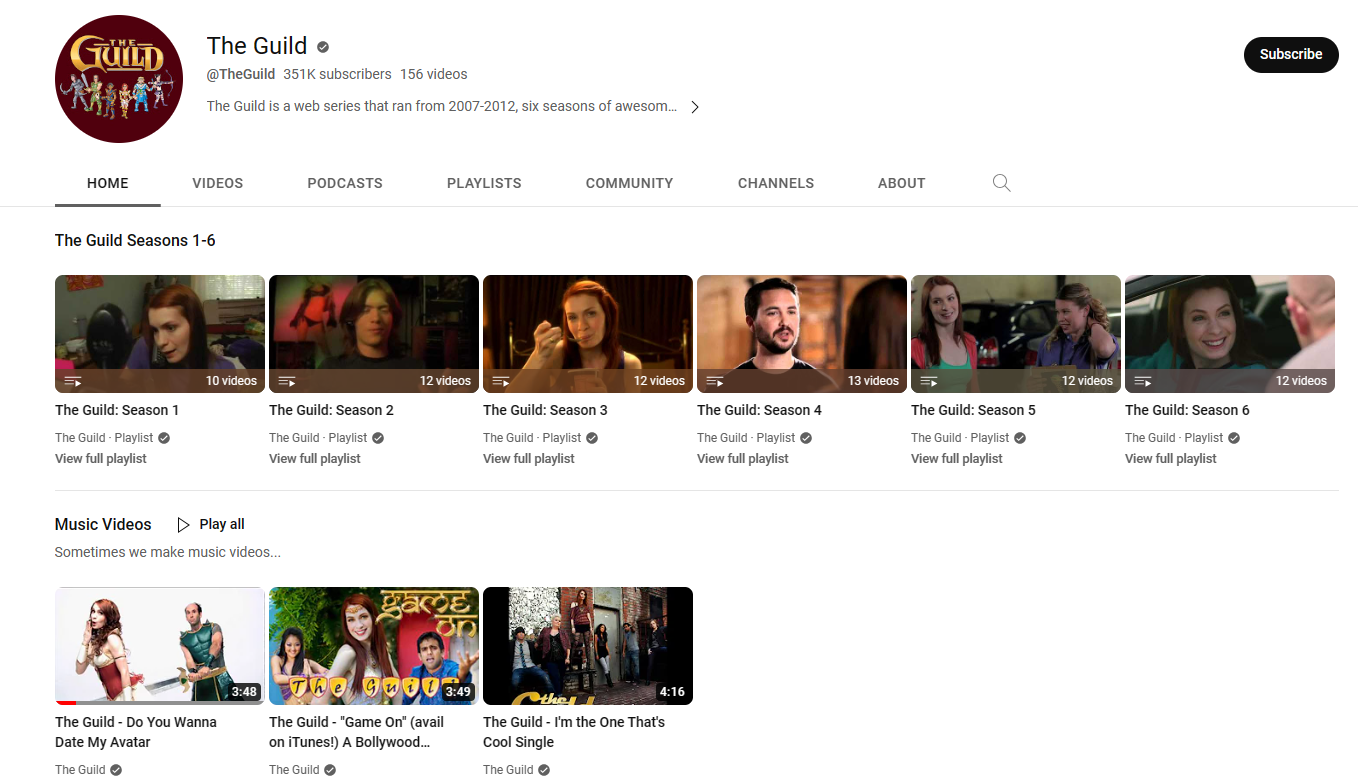 THE
GUILD
The Guild
@TheGuild 351K subscribers 156 videos
The Guild is a web series that ran from 2007-2012, six seasons of awesom...
Subscribe
HOME VIDEOS PODCASTS PLAYLISTS COMMUNITY CHANNELS ABOUT
The Guild Seasons 1-6
10 videos 12 videos 12 videos 13 videos 12 videos 12 videos
The Guild: Season 1 The Guild: Season 2 The Guild: Season 3 The Guild: Season 4 The Guild: Season 5 The Guild: Season 6
The Guild · Playlist The Guild · Playlist The Guild · Playlist The Guild · Playlist The Guild · Playlist The Guild · Playlist
View full playlist View full playlist View full playlist View full playlist View full playlist View full playlist
Music Videos Play all
Sometimes we make music videos...
GAME
ON
The Guild
the
3:48 3:49 4:16
The Guild - Do You Wanna The Guild - "Game On" (avail The Guild - I'm the One That's
Date My Avatar on iTunes!) A Bollywood... Cool Single
The Guild The Guild The Guild